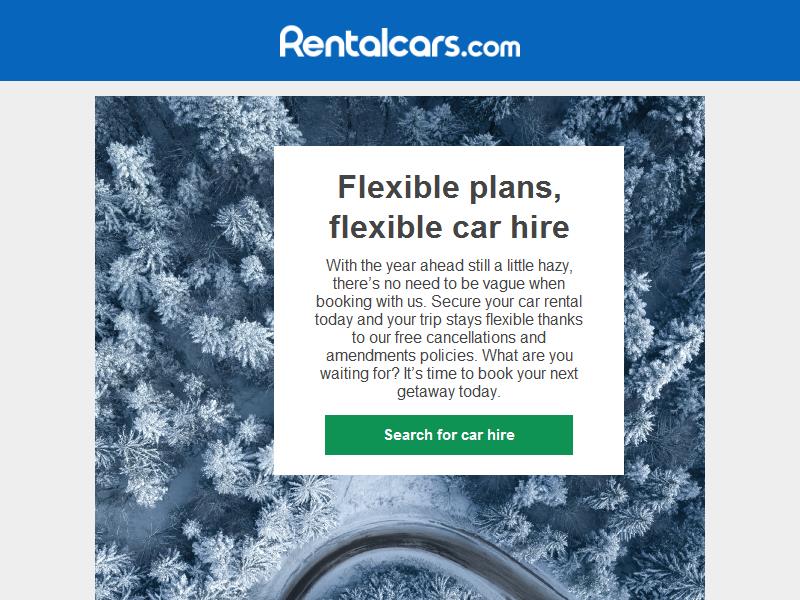 Rentalcars.com
Flexible plans,
flexible car hire
With the year ahead still a little hazy,
there’s no need to be vague when
booking with us. Secure your car rental
today and your trip stays flexible thanks
to our free cancellations and
amendments policies. What are you
waiting for? It’s time to book your next
getaway today.
Search for car hire